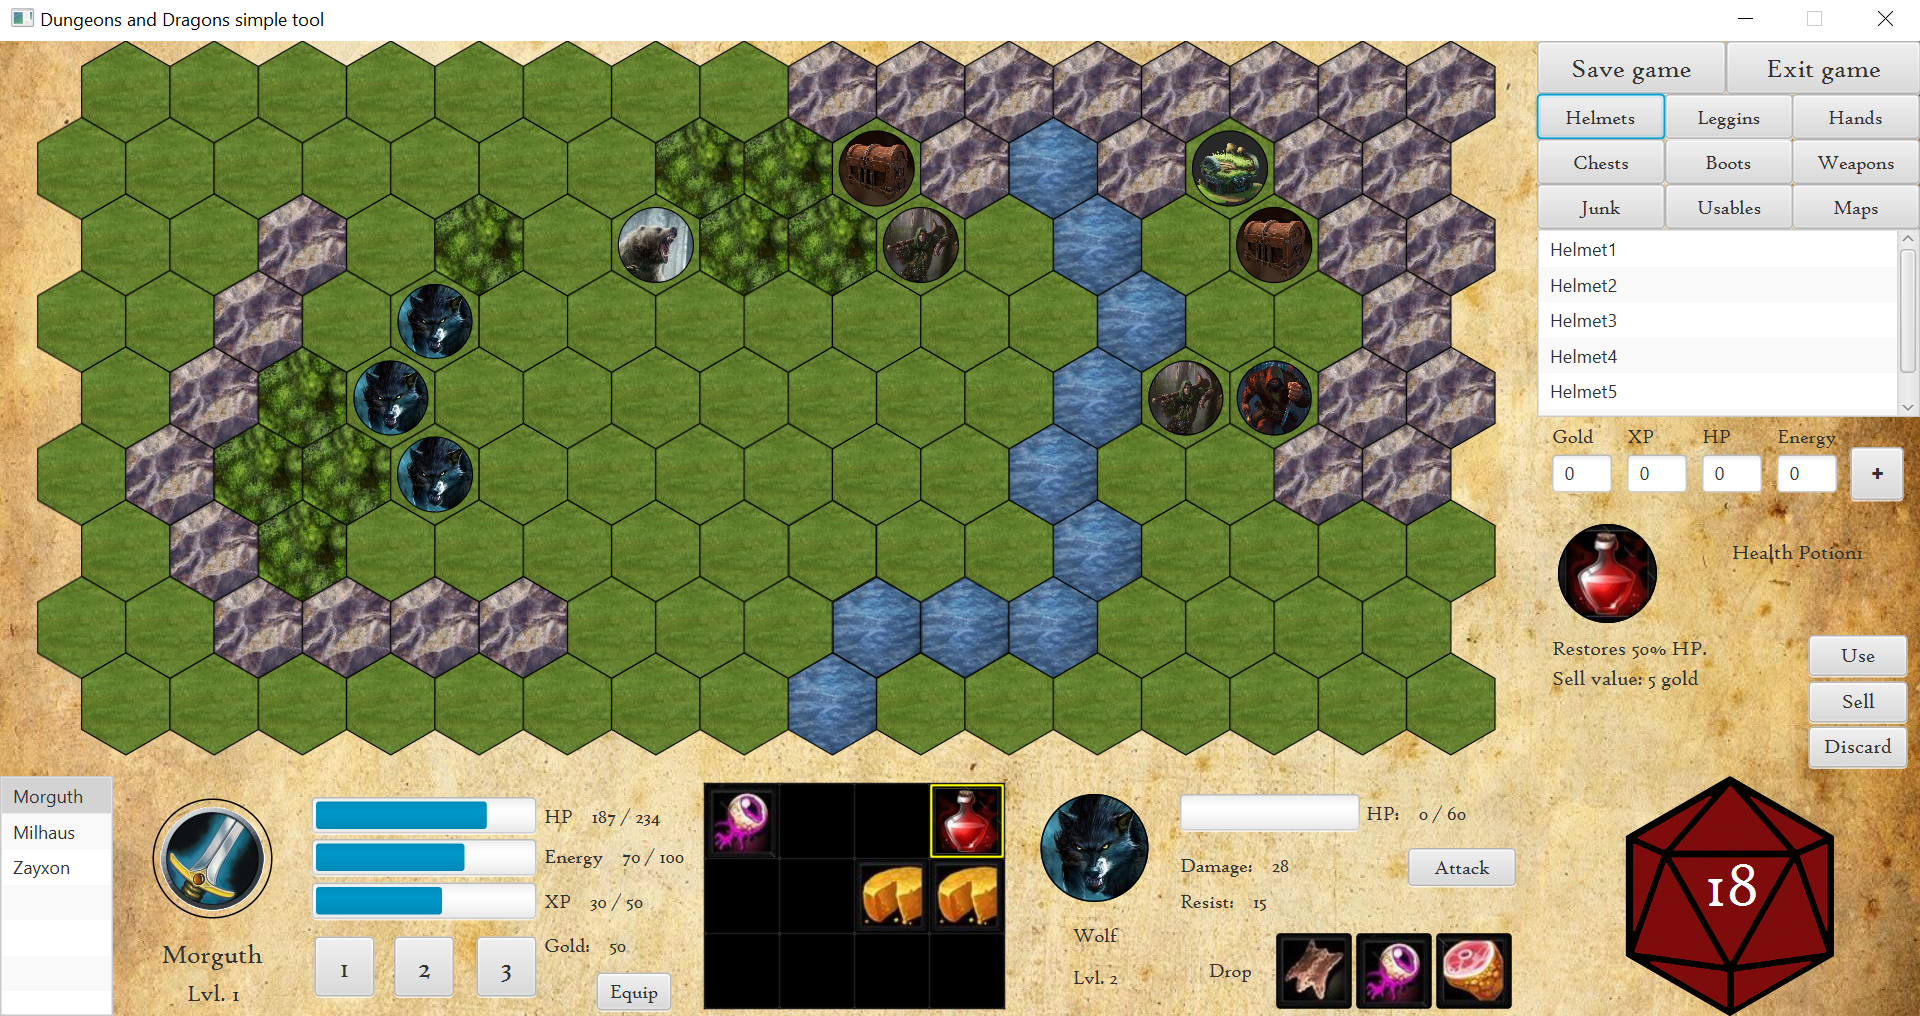 Dungeons and Dragons simple tool
Save game Exit game
Helmets Leggins Hands
Chests Boots Weapons
Junk Usables Maps
Helmet1
Helmet2
Helmet3
Helmet4
Helmet5
Gold XP HP Energy
0 0 0 0 +
Health Potion1
Restores 50% HP.
Sell value: 5 gold
Use
Sell
Discard
Morguth
Milhaus
Zayxon
Morguth
Lvl. 1
HP 187 / 234
Energy 70 / 100
XP 30 / 50
Gold: 50
1 2 3
Equip
Wolf
Lvl. 2
HP: 0 / 60
Damage: 28
Resist: 15
Attack
Drop
18